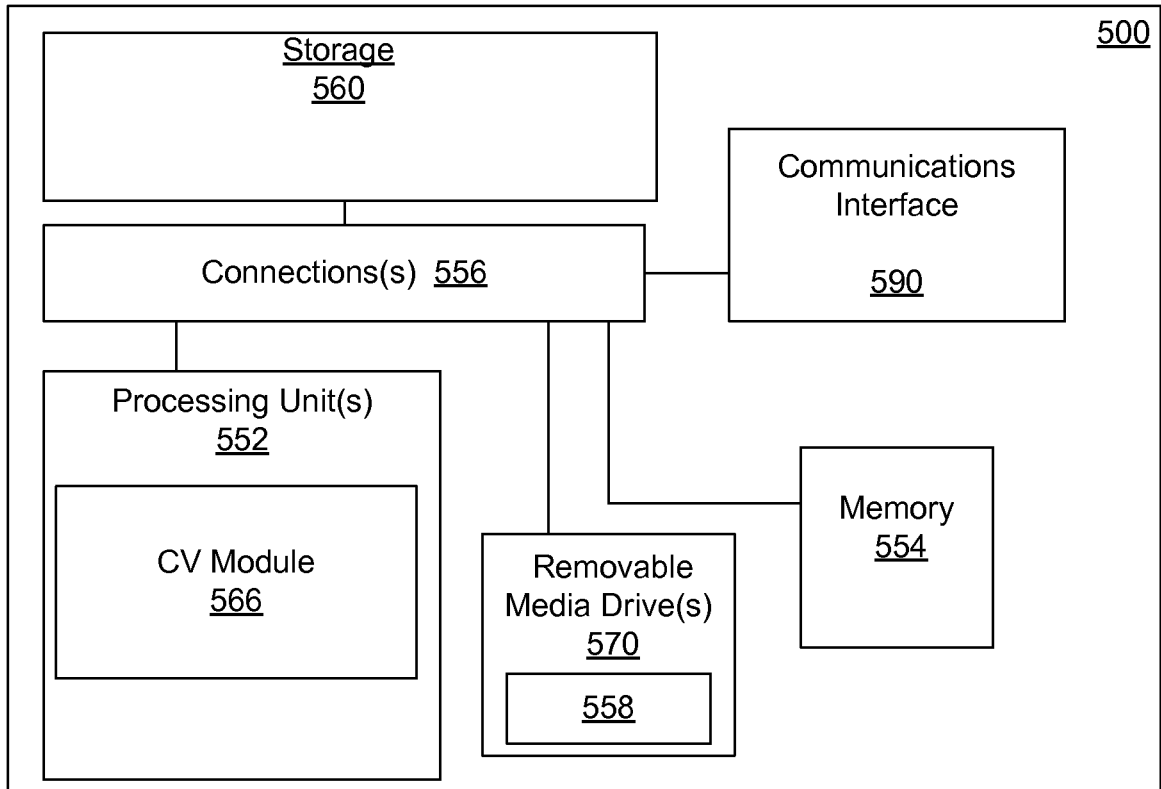 500
Storage
560
Communications
Interface
590
Connections(s) 556
Processing Unit(s)
552
CV Module
566
Removable
Media Drive(s)
570
558
Memory
554